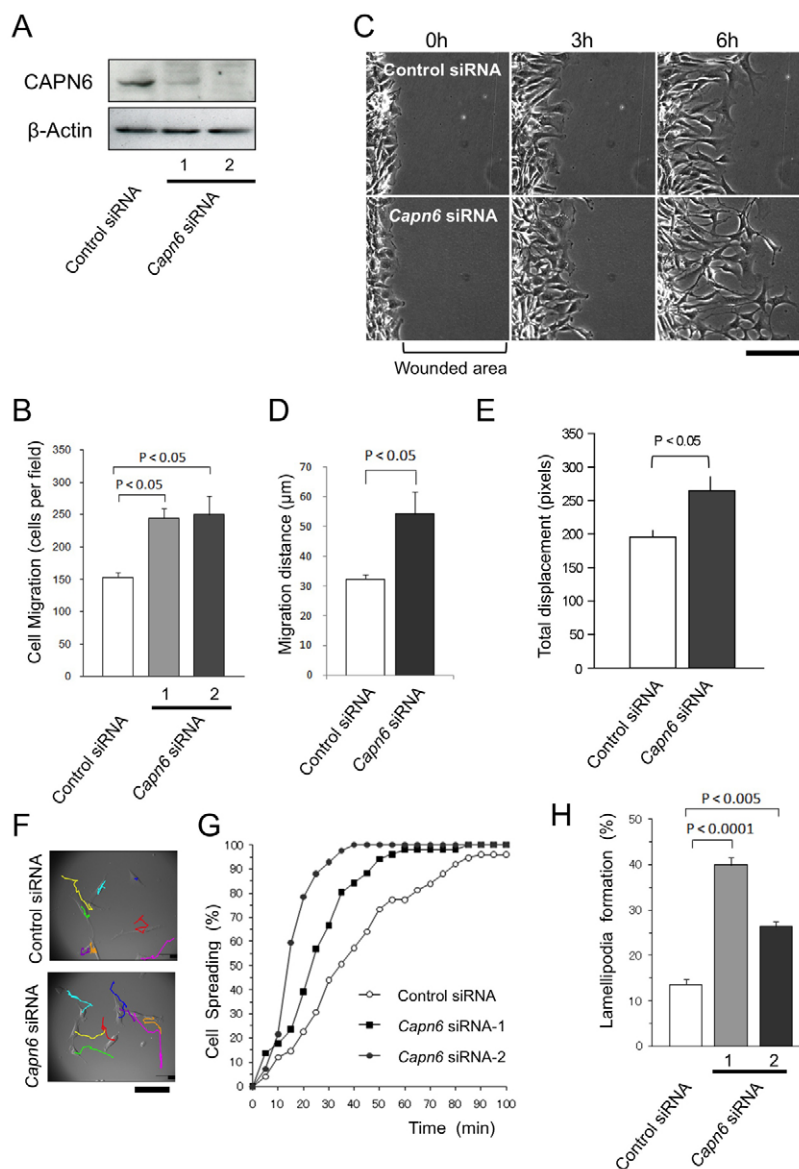 A
CAPN6
β-Actin
1 2
Control siRNA
Capn6 siRNA
C
0h 3h 6h
Control siRNA
Capn6 siRNA
Wounded area
B
Cell Migration (cells per field)
350
300
250
200
150
100
50
0
P < 0.05
P < 0.05
1 2
Control siRNA
Capn6 siRNA
D
Migration distance (μm)
70
60
50
40
30
20
10
0
P < 0.05
Control siRNA
Capn6 siRNA
E
Total displacement (pixels)
350
300
250
200
150
100
50
0
P < 0.05
Control siRNA
Capn6 siRNA
F
Control siRNA
Capn6 siRNA
G
Cell Spreading (%)
100
90
80
70
60
50
40
30
20
10
0
Control siRNA
Capn6 siRNA-1
Capn6 siRNA-2
0 10 20 30 40 50 60 70 80 90 100
Time (min)
H
Lamellipodia formation (%)
50
40
30
20
10
0
P < 0.005
P < 0.0001
1 2
Control siRNA
Capn6 siRNA